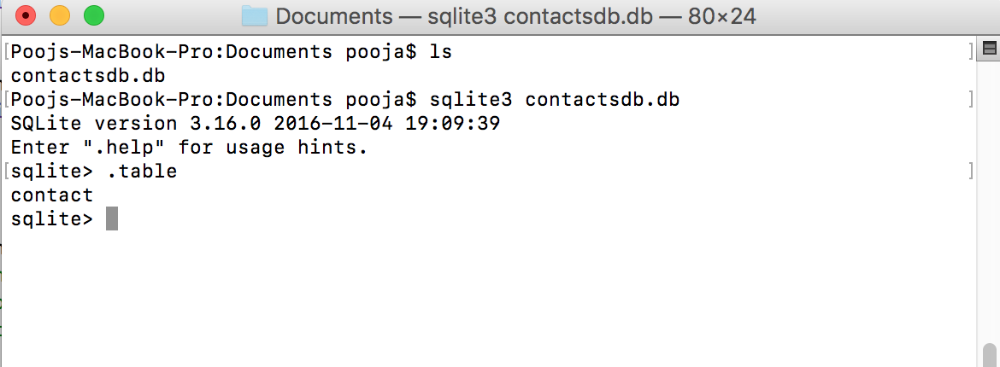 Documents — sqlite3 contactsdb.db — 80×24
[Poojs-MacBook-Pro:Documents pooja$ ls ]
contactsdb.db
[Poojs-MacBook-Pro:Documents pooja$ sqlite3 contactsdb.db ]
SQLite version 3.16.0 2016-11-04 19:09:39
Enter ".help" for usage hints.
[sqlite> .table ]
contact
sqlite>